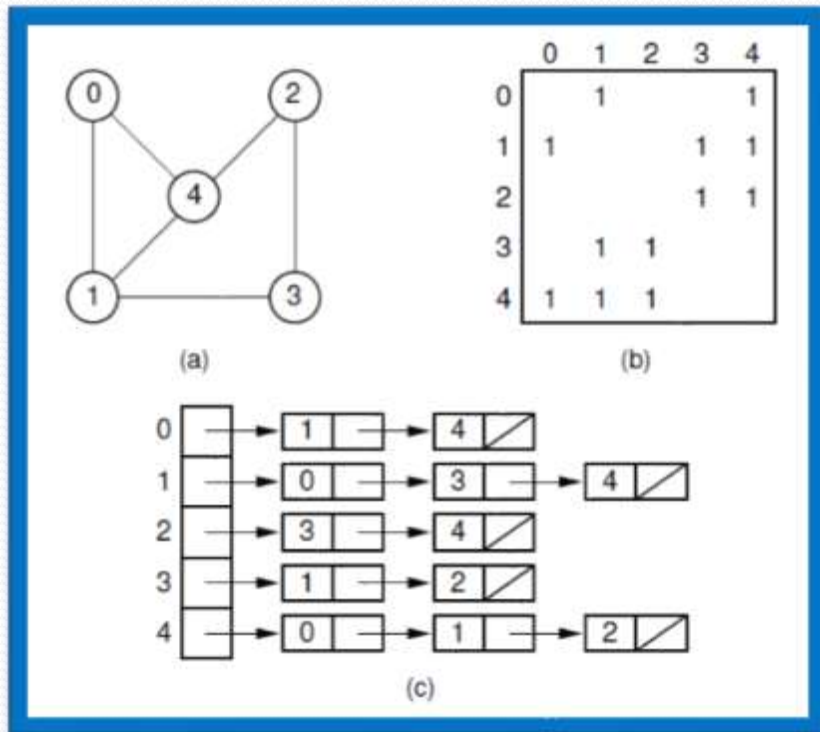 0 2
4
1 3
(a)
0 1 2 3 4
0 1 1
1 1 1 1
2 1 1
3 1 1
4 1 1 1
(b)
0 1 4
1 0 3 4
2 3 4
3 1 2
4 0 1 2
(c)